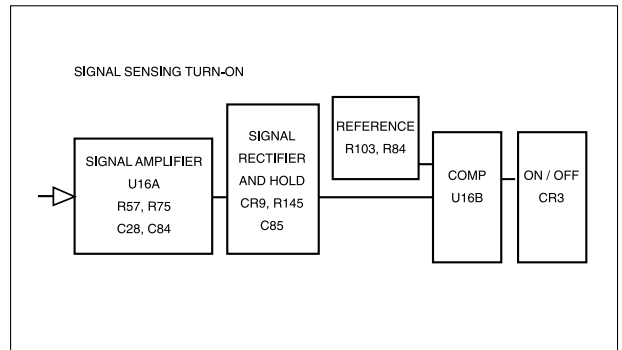 SIGNAL SENSING TURN-ON
SIGNAL AMPLIFIER
U16A
R57, R75
C28, C84
SIGNAL
RECTIFIER
AND HOLD
CR9, R145
C85
REFERENCE
R103, R84
COMP
U16B
ON / OFF
CR3